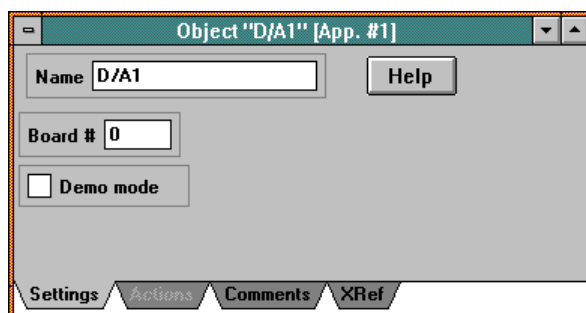 Object "D/A1" [App. #1]
Name D/A1 Help
Board # 0
Demo mode
Settings Actions Comments XRef